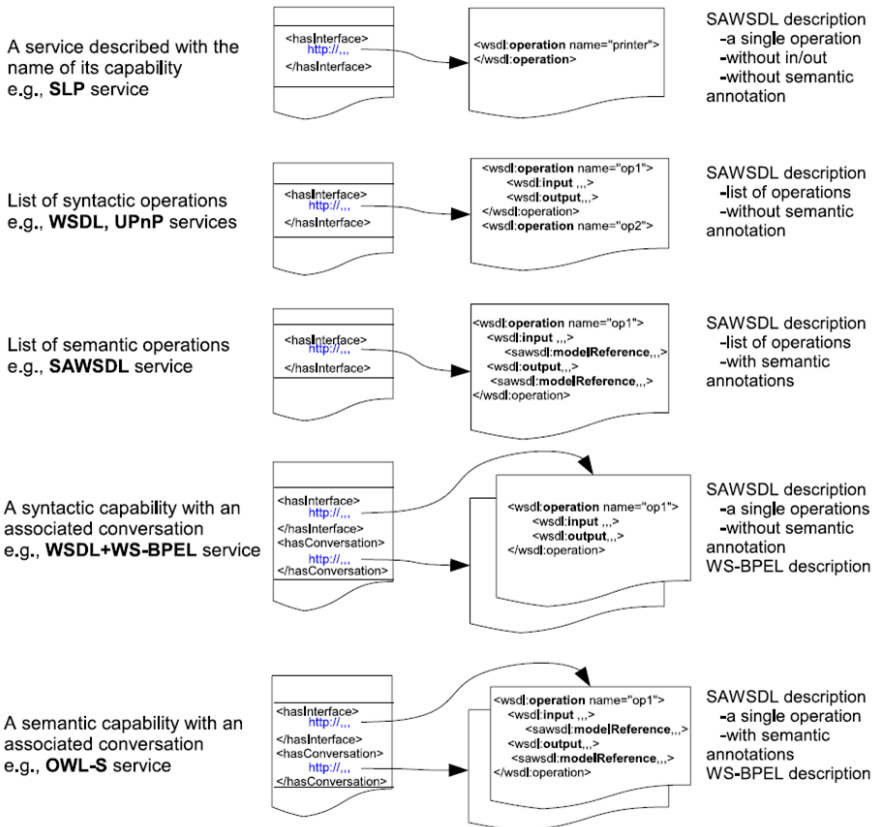 A service described with the
name of its capability
e.g., SLP service
<hasInterface>
http://,,,
</hasInterface>
<wsdl:operation name="printer">
</wsdl:operation>
SAWSDL description
-a single operation
-without in/out
-without semantic
annotation
List of syntactic operations
e.g., WSDL, UPnP services
<hasInterface>
http://,,,
</hasInterface>
<wsdl:operation name="op1">
<wsdl:input ,,,>
<wsdl:output,,,>
</wsdl:operation>
<wsdl:operation name="op2">
SAWSDL description
-list of operations
-without semantic
annotation
List of semantic operations
e.g., SAWSDL service
<hasInterface>
http://,,,
</hasInterface>
<wsdl:operation name="op1">
<wsdl:input ,,,>
<sawsdl:modelReference,,,>
<wsdl:output,,,>
<sawsdl:modelReference,,,>
</wsdl:operation>
SAWSDL description
-list of operations
-with semantic
annotations
A syntactic capability with an
associated conversation
e.g., WSDL+WS-BPEL service
<hasInterface>
http://,,,
</hasInterface>
<hasConversation>
http://,,,
</hasConversation>
<wsdl:operation name="op1">
<wsdl:input ,,,>
<wsdl:output,,,>
</wsdl:operation>
SAWSDL description
-a single operations
-without semantic
annotation
WS-BPEL description
A semantic capability with an
associated conversation
e.g., OWL-S service
<hasInterface>
http://,,,
</hasInterface>
<hasConversation>
http://,,,
</hasConversation>
<wsdl:operation name="op1">
<wsdl:input ,,,>
<sawsdl:modelReference,,,>
<wsdl:output,,,>
<sawsdl:modelReference,,,>
</wsdl:operation>
SAWSDL description
-a single operation
-with semantic
annotations
WS-BPEL description